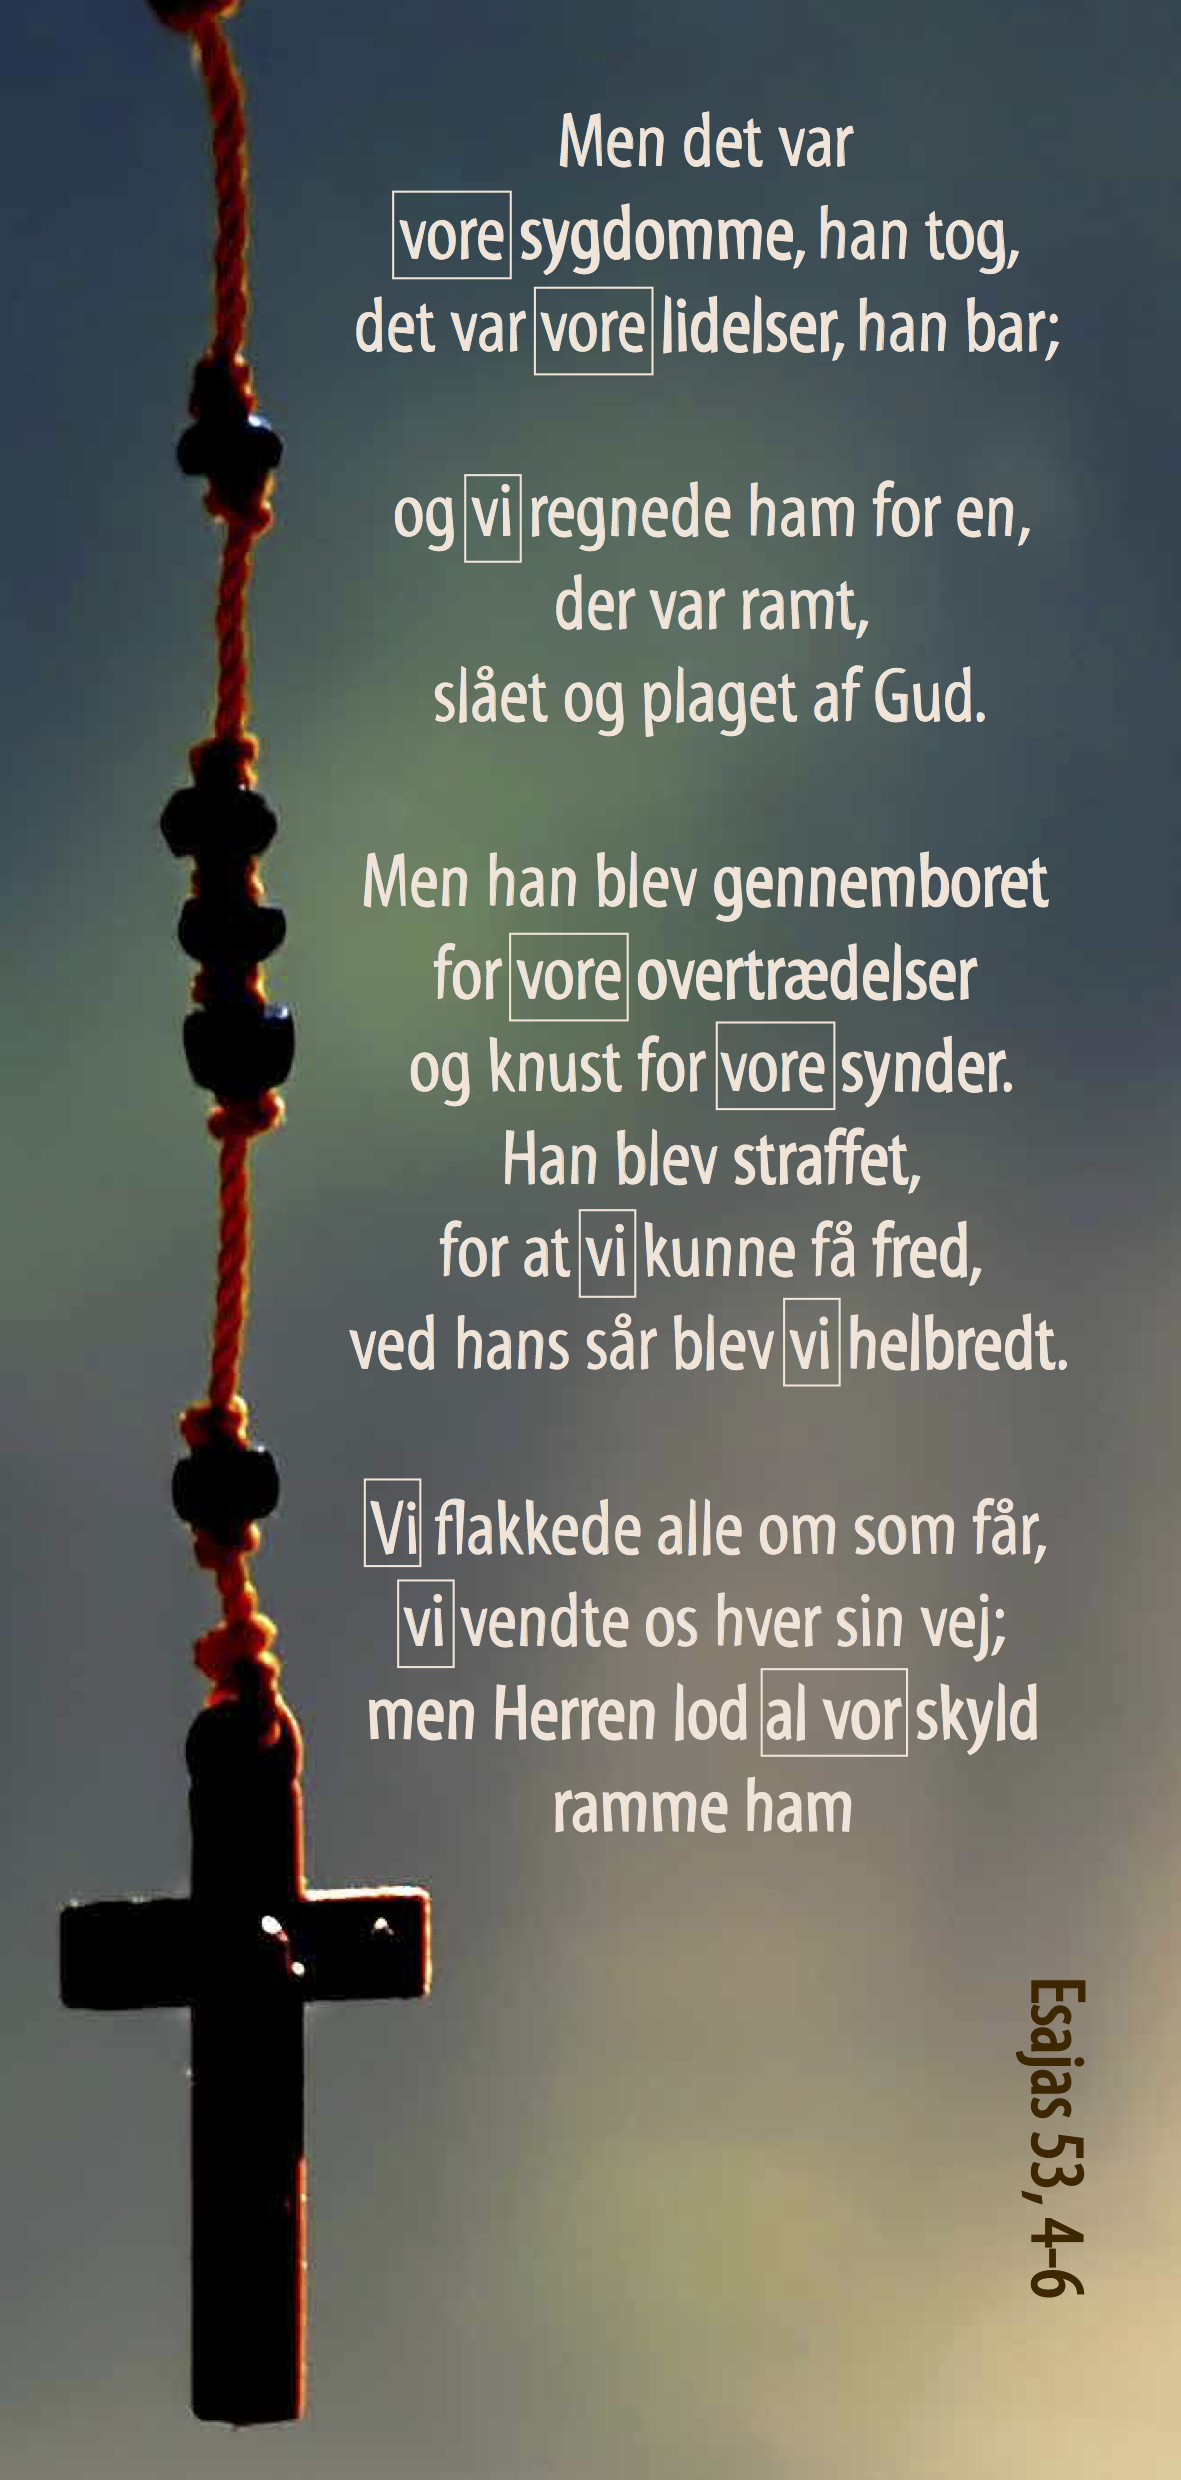 Men det var
vore sygdomme, han tog,
det var vore lidelser, han bar;
og vi regnede ham for en,
der var ramt,
slået og plaget af Gud.
Men han blev gennemboret
for vore overtrædelser
og knust for vore synder.
Han blev straffet,
for at vi kunne få fred,
ved hans sår blev vi helbredt.
Vi flakkede alle om som får,
vi vendte os hver sin vej;
men Herren lod al vor skyld
ramme ham
Esajas 53, 4-6